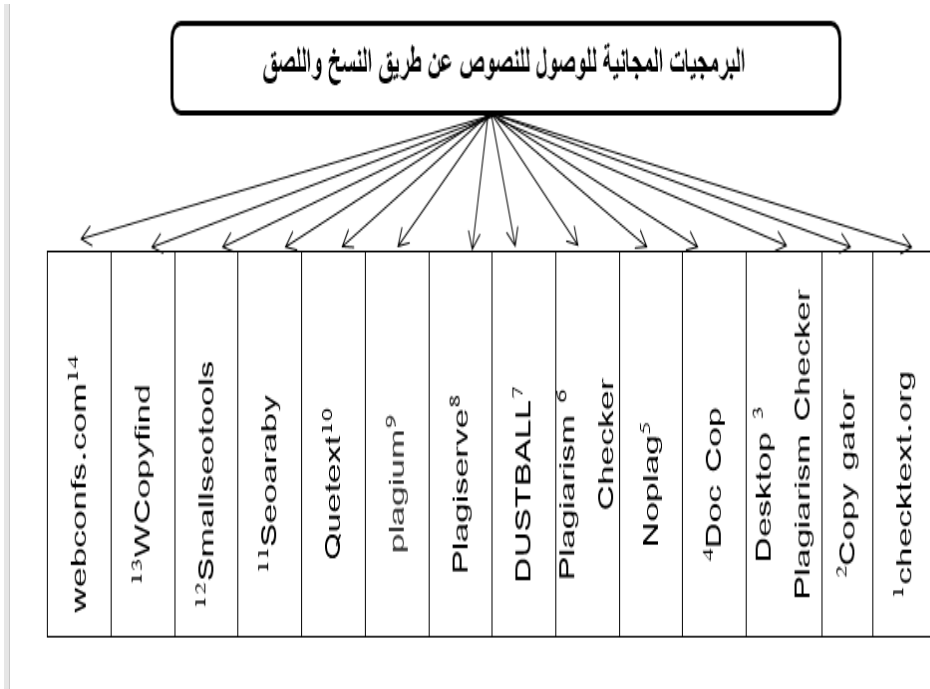 البرمجيات المجانية للوصول للنصوص عن طريق النسخ واللصق
¹checktext.org
²Copy gator
Desktop ³
Plagiarism Checker
⁴Doc Cop
Noplag⁵
Plagiarism ⁶
Checker
DUSTBALL⁷
Plagiserve⁸
plagium⁹
Quetext¹⁰
¹¹Seoaraby
¹²Smallseotools
¹³WCopyfind
webconfs.com¹⁴